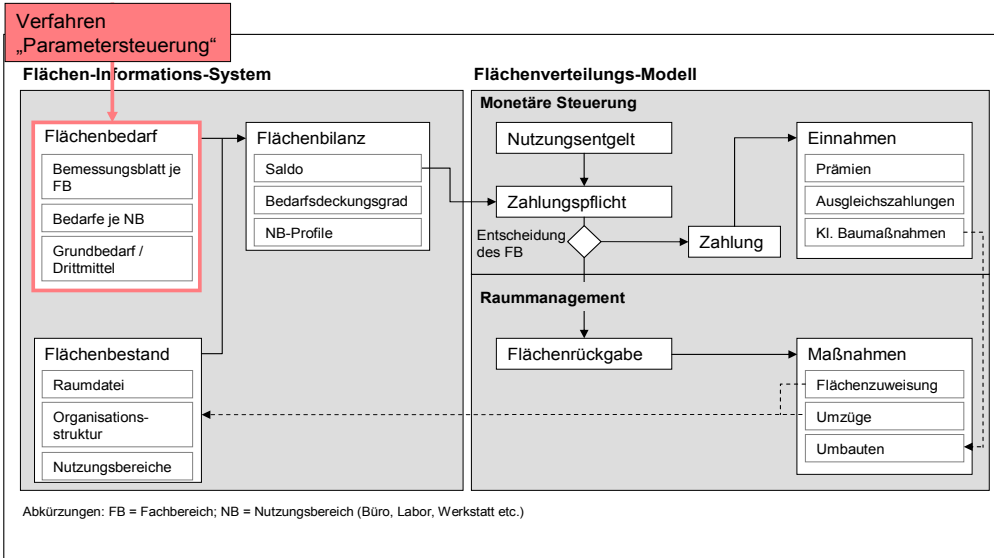 Verfahren
„Parametersteuerung“
Flächen-Informations-System
Flächenbedarf
Bemessungsblatt je
FB
Bedarfe je NB
Grundbedarf /
Drittmittel
Flächenbilanz
Saldo
Bedarfsdeckungsgrad
NB-Profile
Flächenbestand
Raumdatei
Organisations-
struktur
Nutzungsbereiche
Flächenverteilungs-Modell
Monetäre Steuerung
Nutzungsentgelt
Zahlungspflicht
Entscheidung
des FB
Zahlung
Einnahmen
Prämien
Ausgleichszahlungen
Kl. Baumaßnahmen
Raummanagement
Flächenrückgabe
Maßnahmen
Flächenzuweisung
Umzüge
Umbauten
Abkürzungen: FB = Fachbereich; NB = Nutzungsbereich (Büro, Labor, Werkstatt etc.)